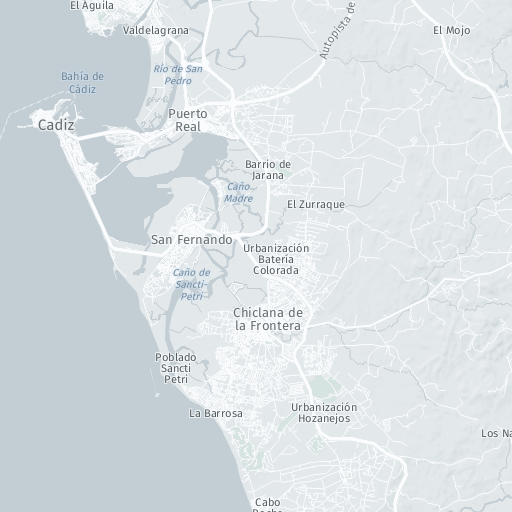 El Águila
Valdelagrana
Autopista de
El Mojo
Bahía de
Cádiz
Río de San
Pedro
Cadiz
Puerto
Real
Barrio de
Jarana
Caño
Madre
El Zurraque
San Fernando
Urbanización
Batería
Colorada
Caño de
Sancti-
Petri
Chiclana de
la Frontera
Poblado
Sancti
Petri
La Barrosa
Urbanización
Hozanejos
Los Na
Cabo
Roche